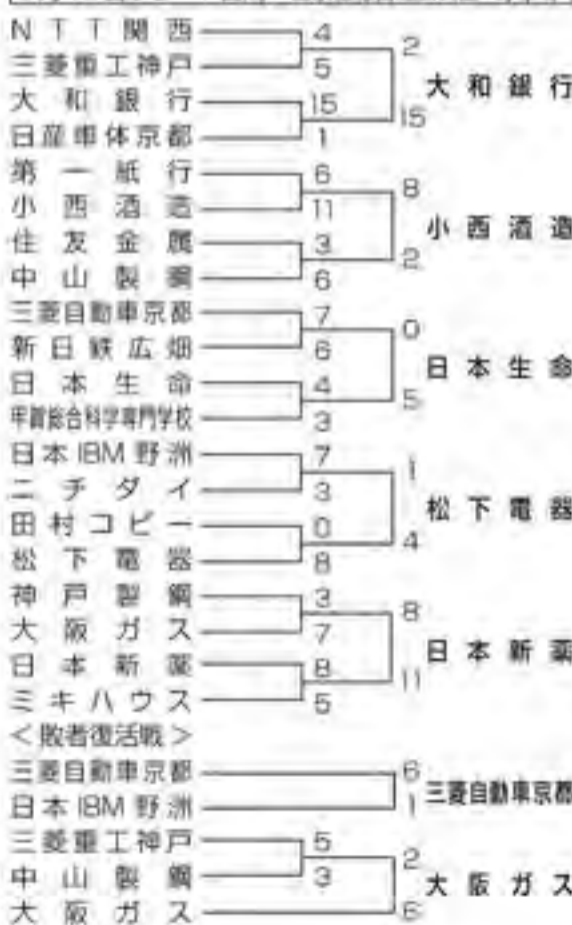 NTT関西 4
三菱重工神戸 5
2
大和銀行
大和銀行 15
日産車体京都 1
15
第一紙行 6
小西酒造 11
8
小西酒造
住友金属 3
中山製鋼 6
2
三菱自動車京都 7
新日鉄広畑 6
0
日本生命
日本生命 4
甲賀総合科学専門学校 3
5
日本IBM野洲 7
ニチダイ 3
1
松下電器
田村コピー 0
松下電器 8
4
神戸製鋼 3
大阪ガス 7
8
日本新薬
日本新薬 8
ミキハウス 5
11
<敗者復活戦>
三菱自動車京都 6
日本IBM野洲 1
三菱自動車京都
三菱重工神戸 5
中山製鋼 3
2
大阪ガス
大阪ガス 6